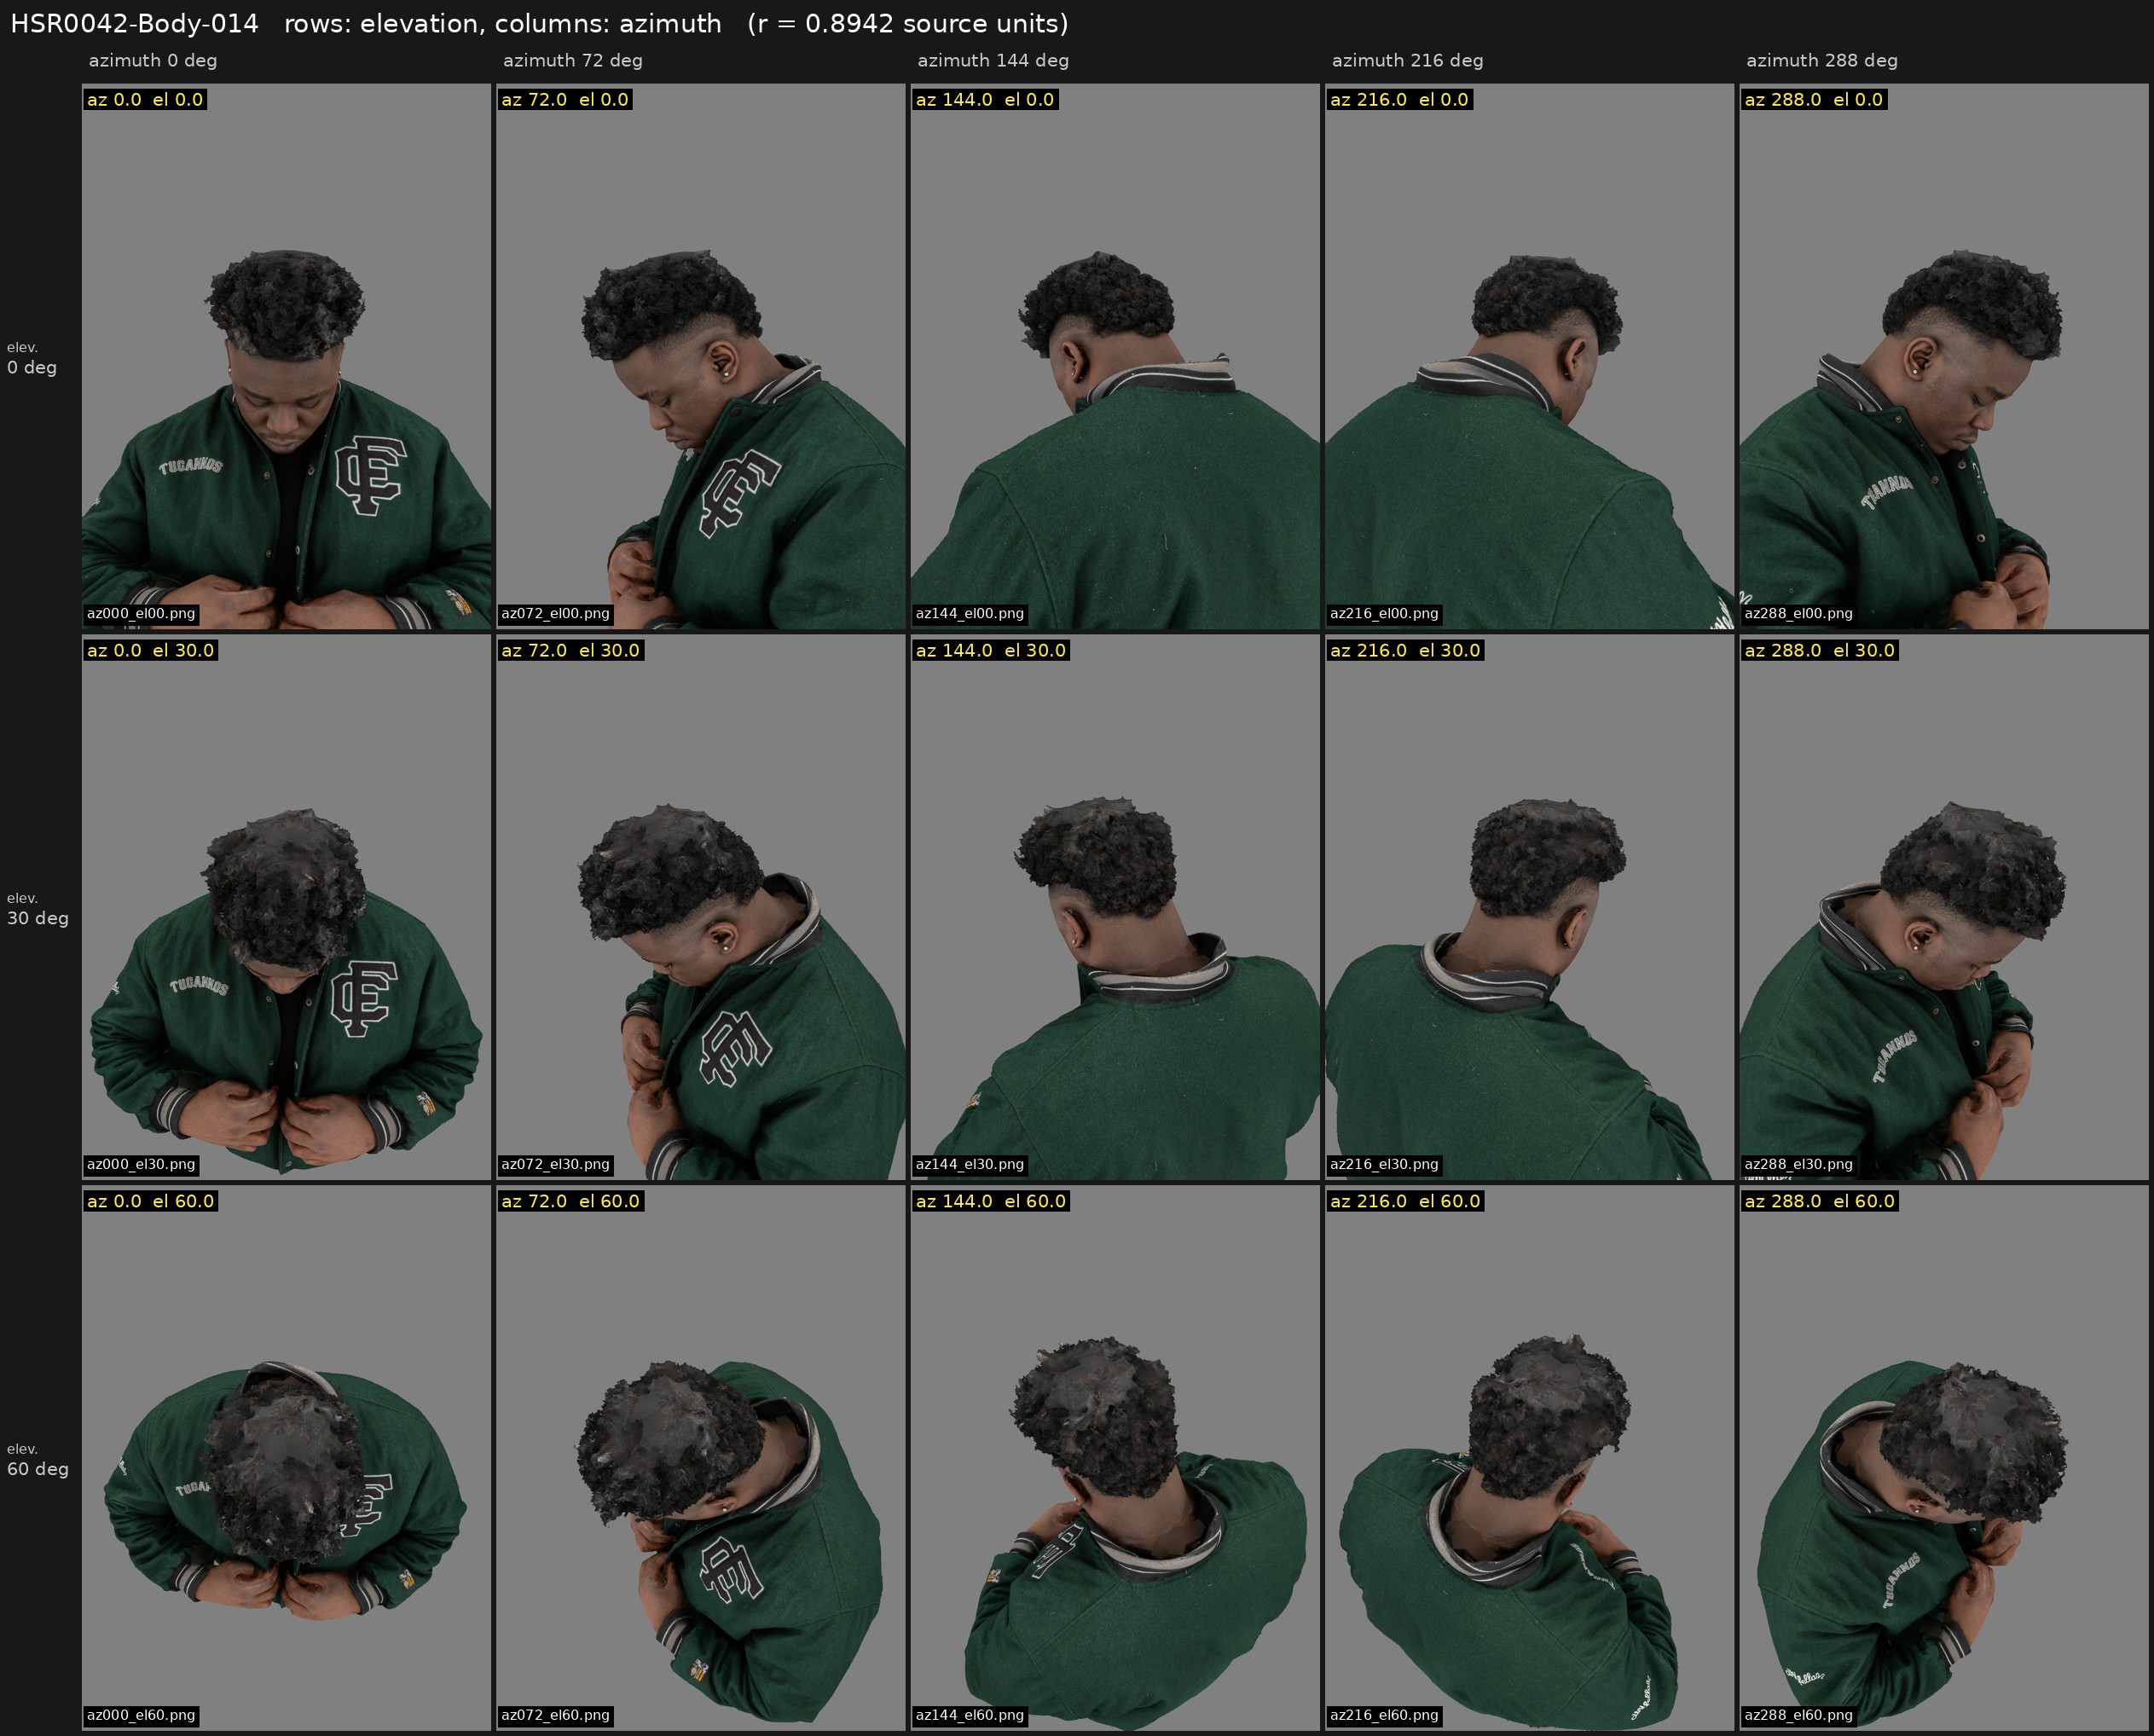 HSR0042-Body-014   rows: elevation, columns: azimuth   (r = 0.8942 source units)
azimuth 0 deg
azimuth 72 deg
azimuth 144 deg
azimuth 216 deg
azimuth 288 deg
elev.
0 deg
az 0.0  el 0.0
TUCANNOS
az000_el00.png
az 72.0  el 0.0
az072_el00.png
az 144.0  el 0.0
az144_el00.png
az 216.0  el 0.0
az216_el00.png
az 288.0  el 0.0
TUCANNOS
az288_el00.png
elev.
30 deg
az 0.0  el 30.0
TUCANNOS
az000_el30.png
az 72.0  el 30.0
az072_el30.png
az 144.0  el 30.0
az144_el30.png
az 216.0  el 30.0
az216_el30.png
az 288.0  el 30.0
TUCANNOS
az288_el30.png
elev.
60 deg
az 0.0  el 60.0
az000_el60.png
az 72.0  el 60.0
az072_el60.png
az 144.0  el 60.0
az144_el60.png
az 216.0  el 60.0
az216_el60.png
az 288.0  el 60.0
TUCANNOS
az288_el60.png